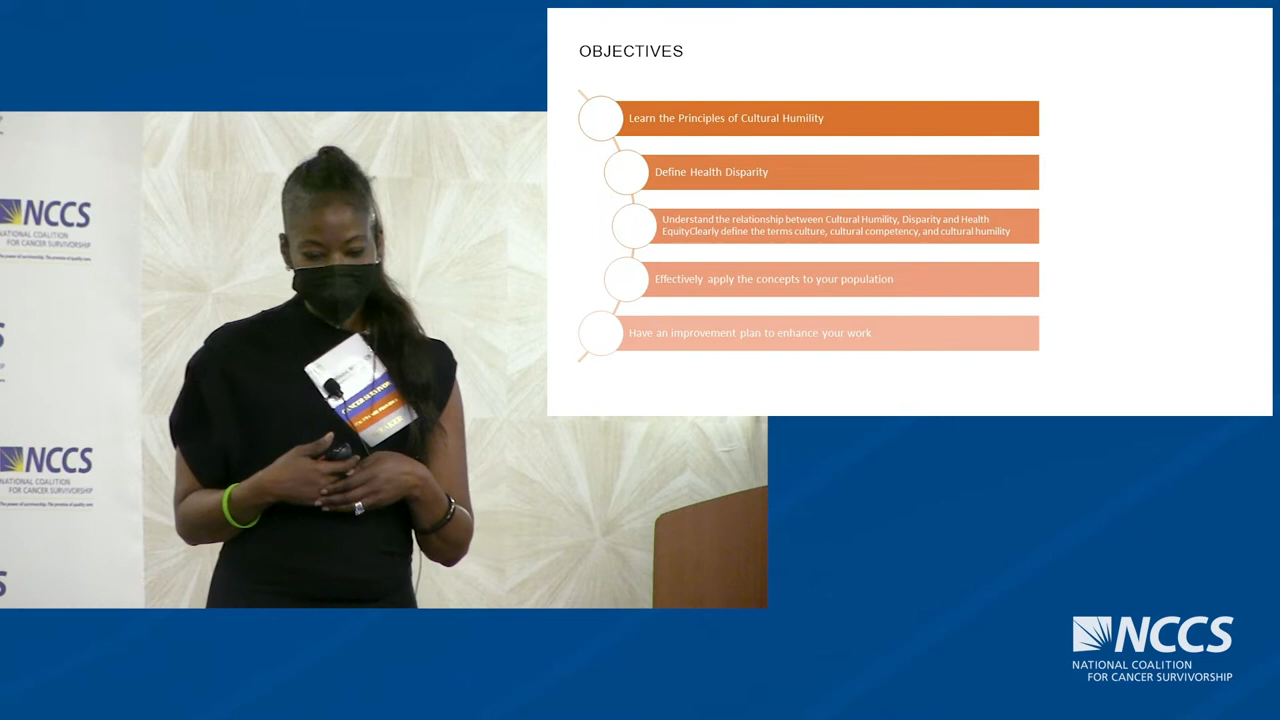 OBJECTIVES
Learn the Principles of Cultural Humility
Define Health Disparity
Understand the relationship between Cultural Humility, Disparity and Health
EquityClearly define the terms culture, cultural competency, and cultural humility
Effectively apply the concepts to your population
Have an improvement plan to enhance your work
NCCS
NATIONAL COALITION
FOR CANCER SURVIVORSHIP
NCCS
NATIONAL COALITION
FOR CANCER SURVIVORSHIP
CANCER SURVIVOR
NCCS
NATIONAL COALITION
FOR CANCER SURVIVORSHIP